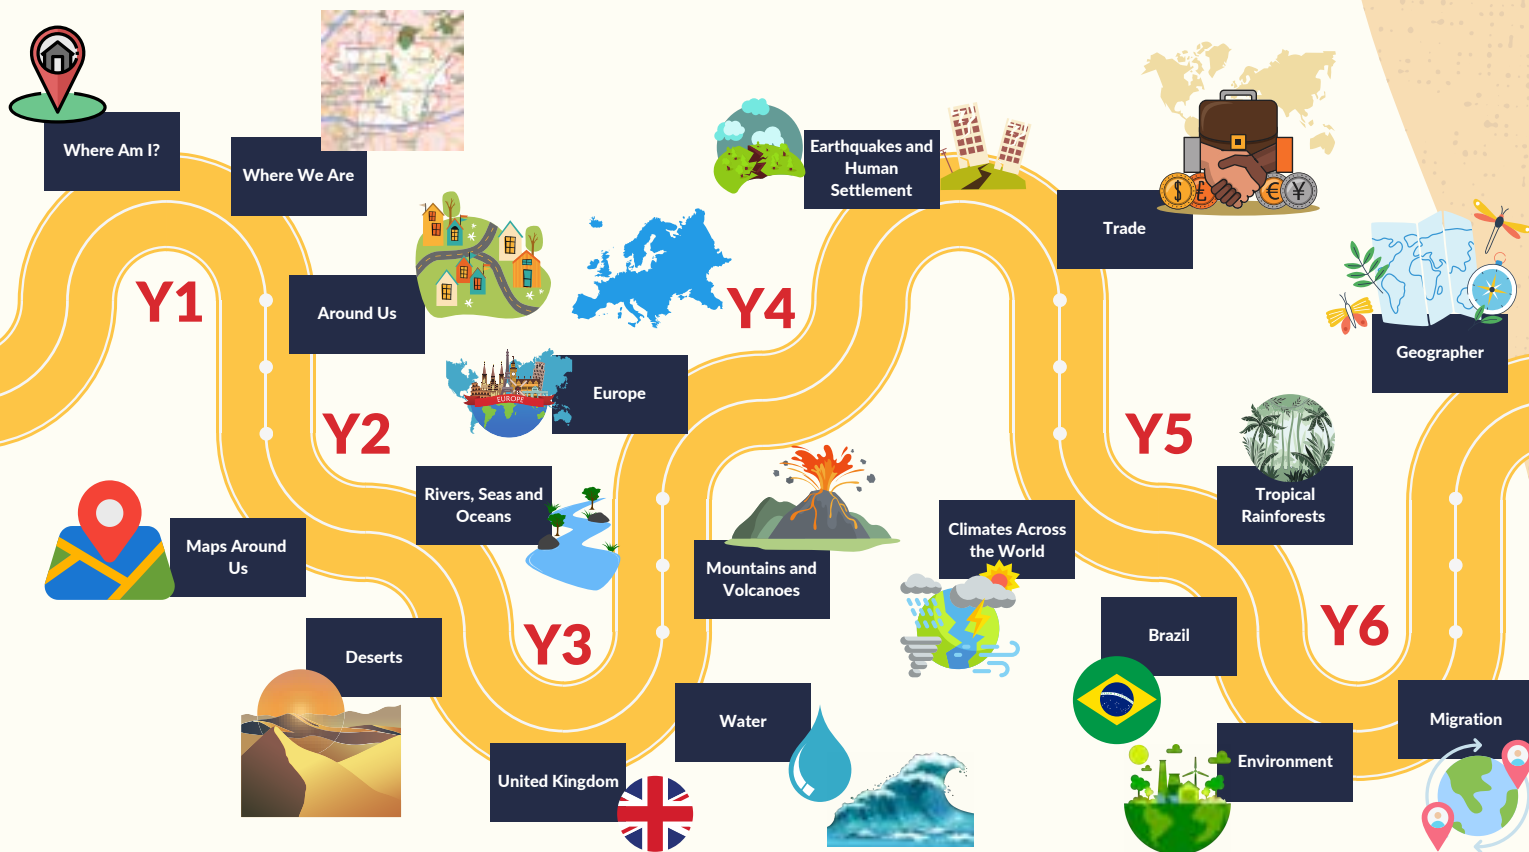 Where Am I?
Where We Are
Y1
Around Us
Maps Around
Us
Y2
Deserts
Rivers, Seas and
Oceans
Y3
United Kingdom
Water
EUROPE
Europe
Mountains and
Volcanoes
Y4
Earthquakes and
Human
Settlement
Trade
$
£
€
¥
Climates Across
the World
Y5
Tropical
Rainforests
Brazil
Environment
Y6
Migration
Geographer